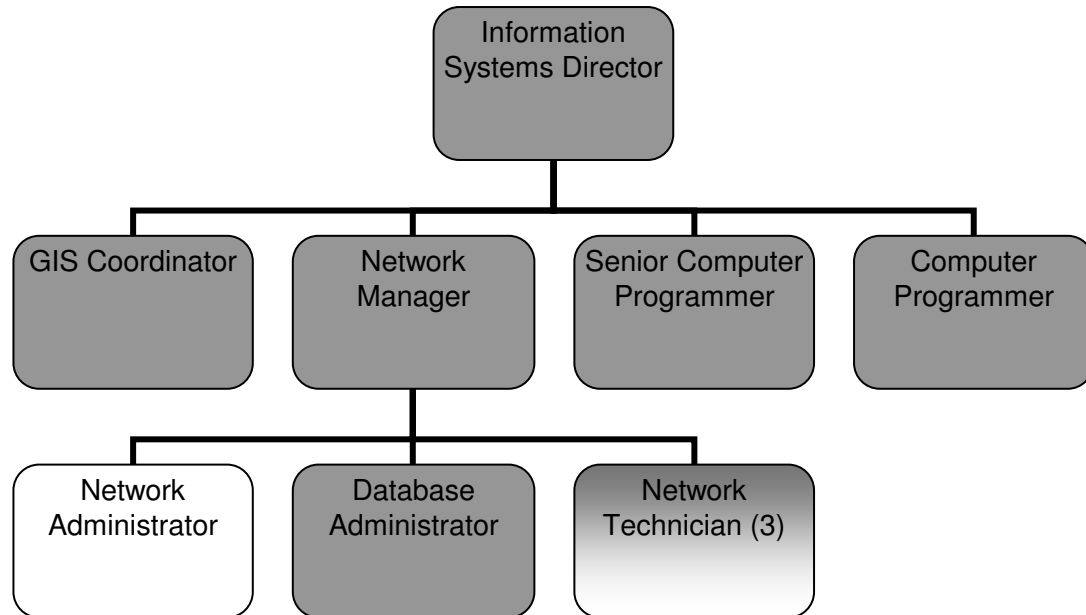 Information
Systems Director
GIS Coordinator
Network
Manager
Senior Computer
Programmer
Computer
Programmer
Network
Administrator
Database
Administrator
Network
Technician (3)